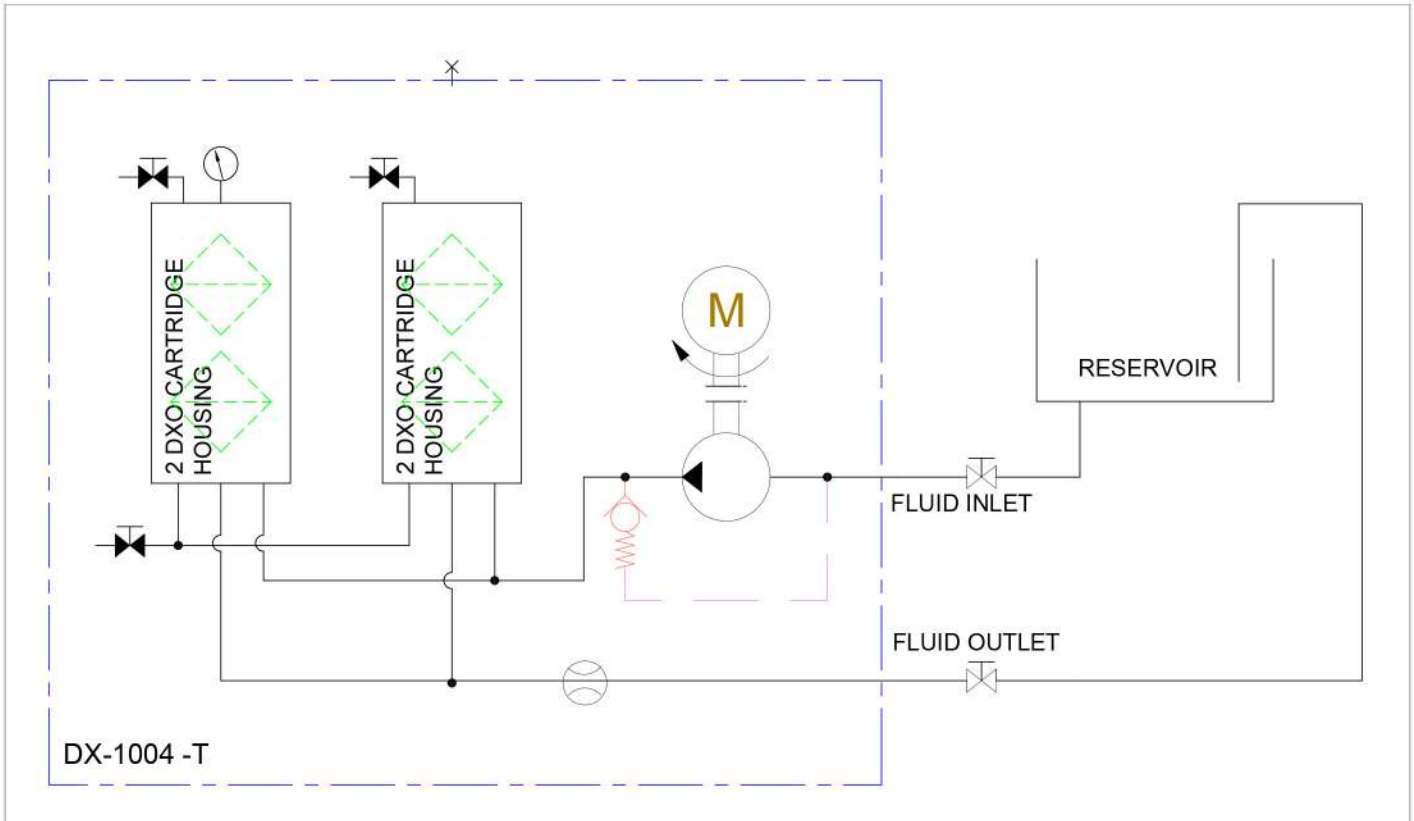 2 DXO CARTRIDGE
HOUSING
2 DXO CARTRIDGE
HOUSING
M
RESERVOIR
FLUID INLET
FLUID OUTLET
DX-1004 -T